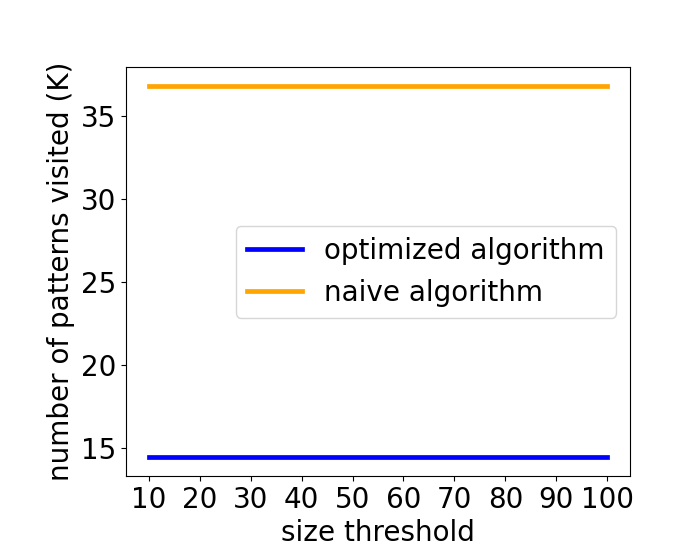 number of patterns visited (K)
35
30
25
20
15
optimized algorithm
naive algorithm
10 20 30 40 50 60 70 80 90 100
size threshold